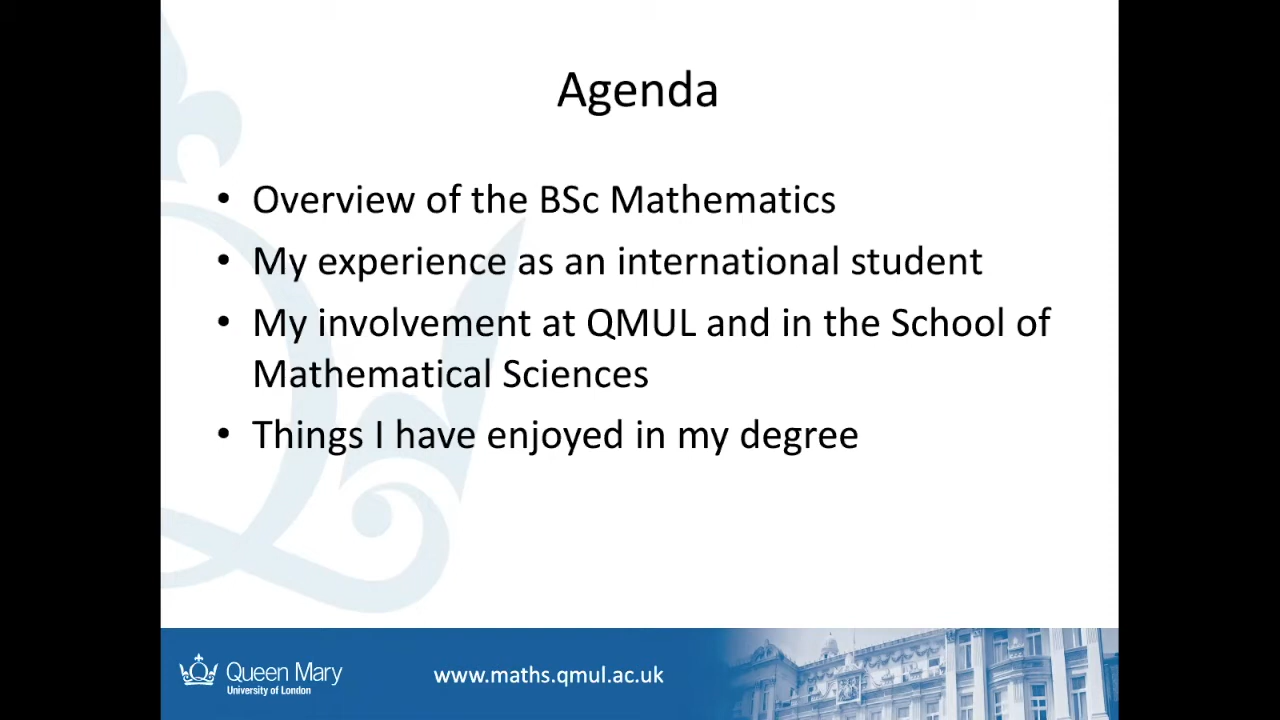 Agenda
• Overview of the BSc Mathematics
• My experience as an international student
• My involvement at QMUL and in the School of
Mathematical Sciences
• Things I have enjoyed in my degree
Queen Mary
University of London
www.maths.qmul.ac.uk